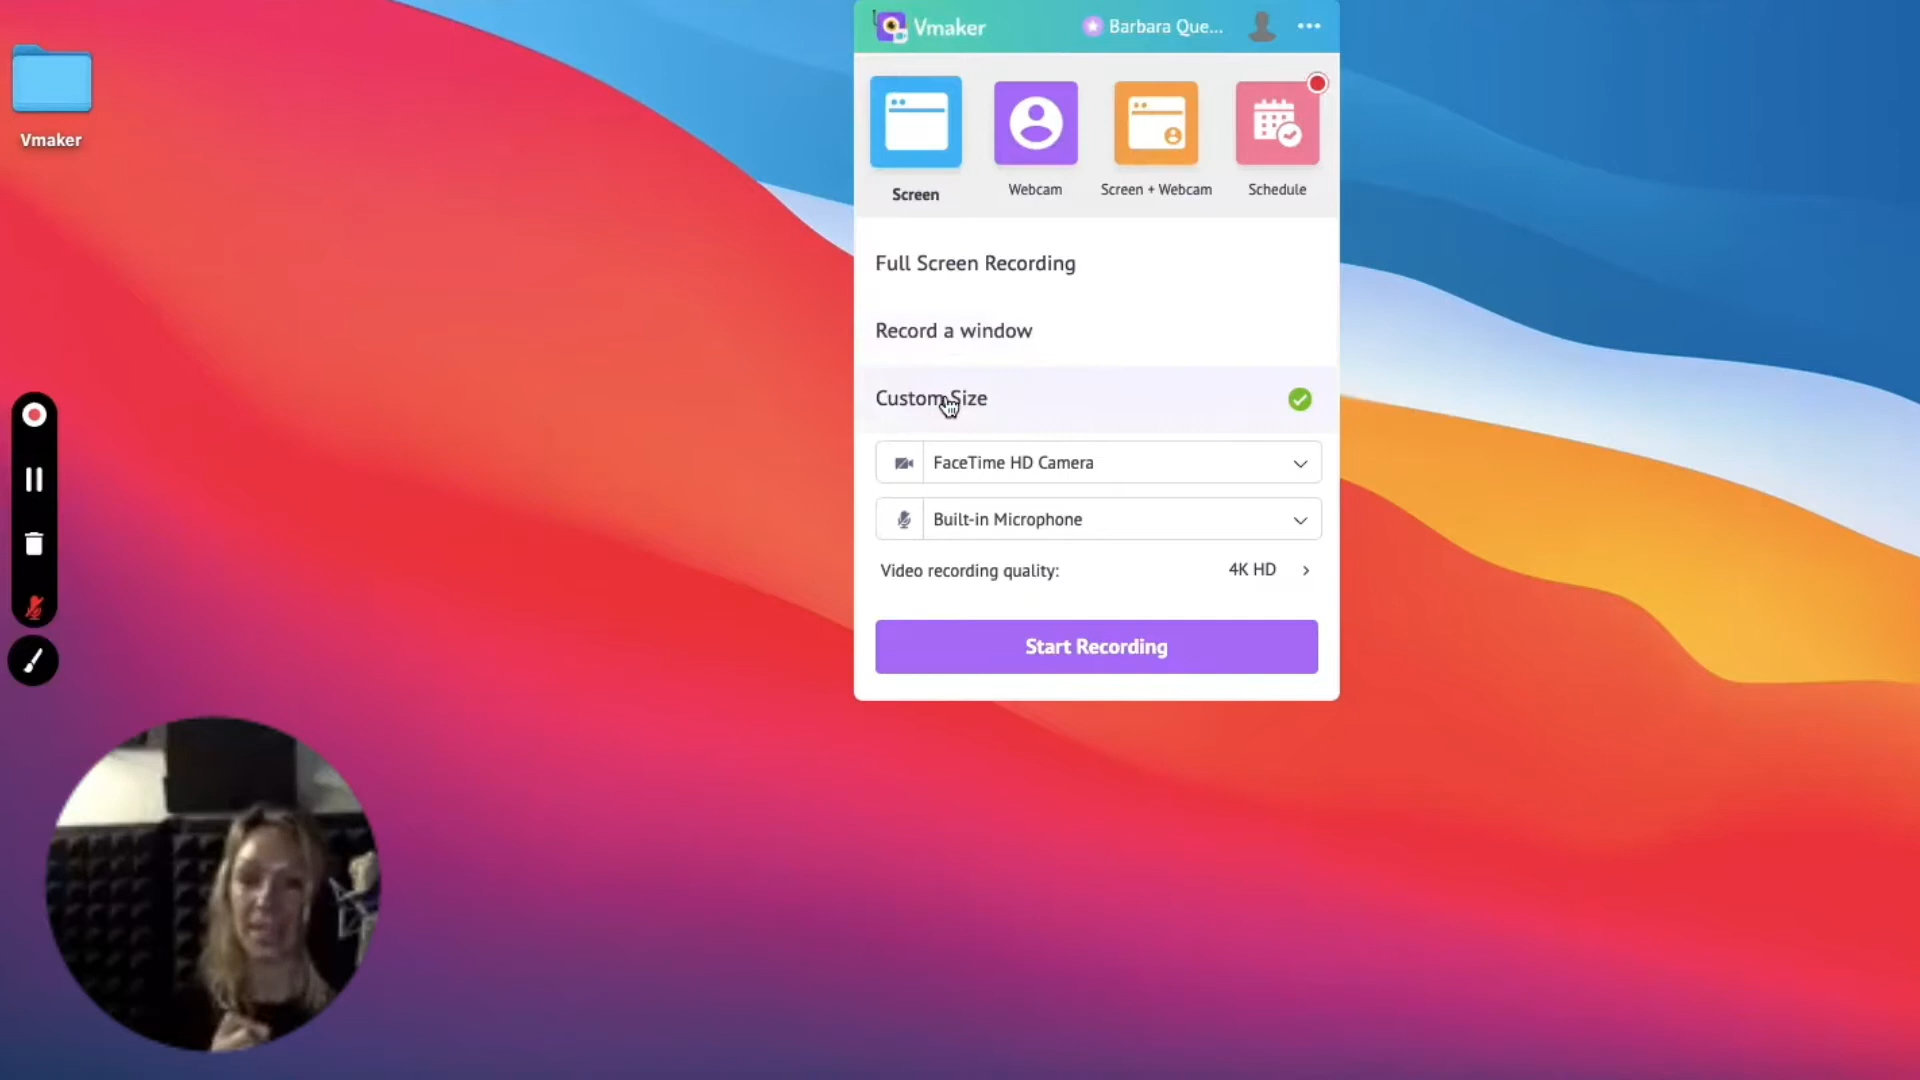 Vmaker
Barbara Que...
Vmaker
Screen
Webcam
Screen + Webcam
Schedule
Full Screen Recording
Record a window
Custom Size
FaceTime HD Camera
Built-in Microphone
Video recording quality: 4K HD
Start Recording